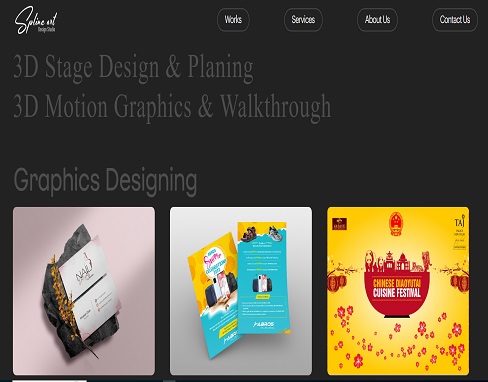 Spline art
Design Studio
Works
Services
About Us
Contact Us
3D Stage Design & Planing
3D Motion Graphics & Walkthrough
Graphics Designing
TAJ
CHINESE DIAOYUTAI
CUISINE FESTIVAL